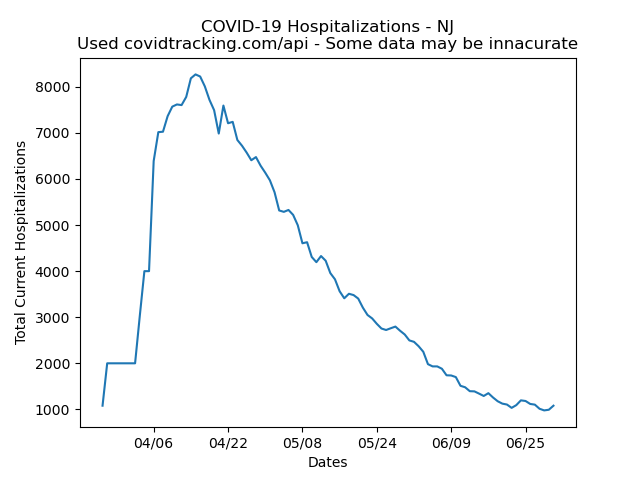 COVID-19 Hospitalizations - NJ
Used covidtracking.com/api - Some data may be innacurate
8000
7000
6000
5000
4000
3000
2000
1000
Total Current Hospitalizations
04/06 04/22 05/08 05/24 06/09 06/25
Dates